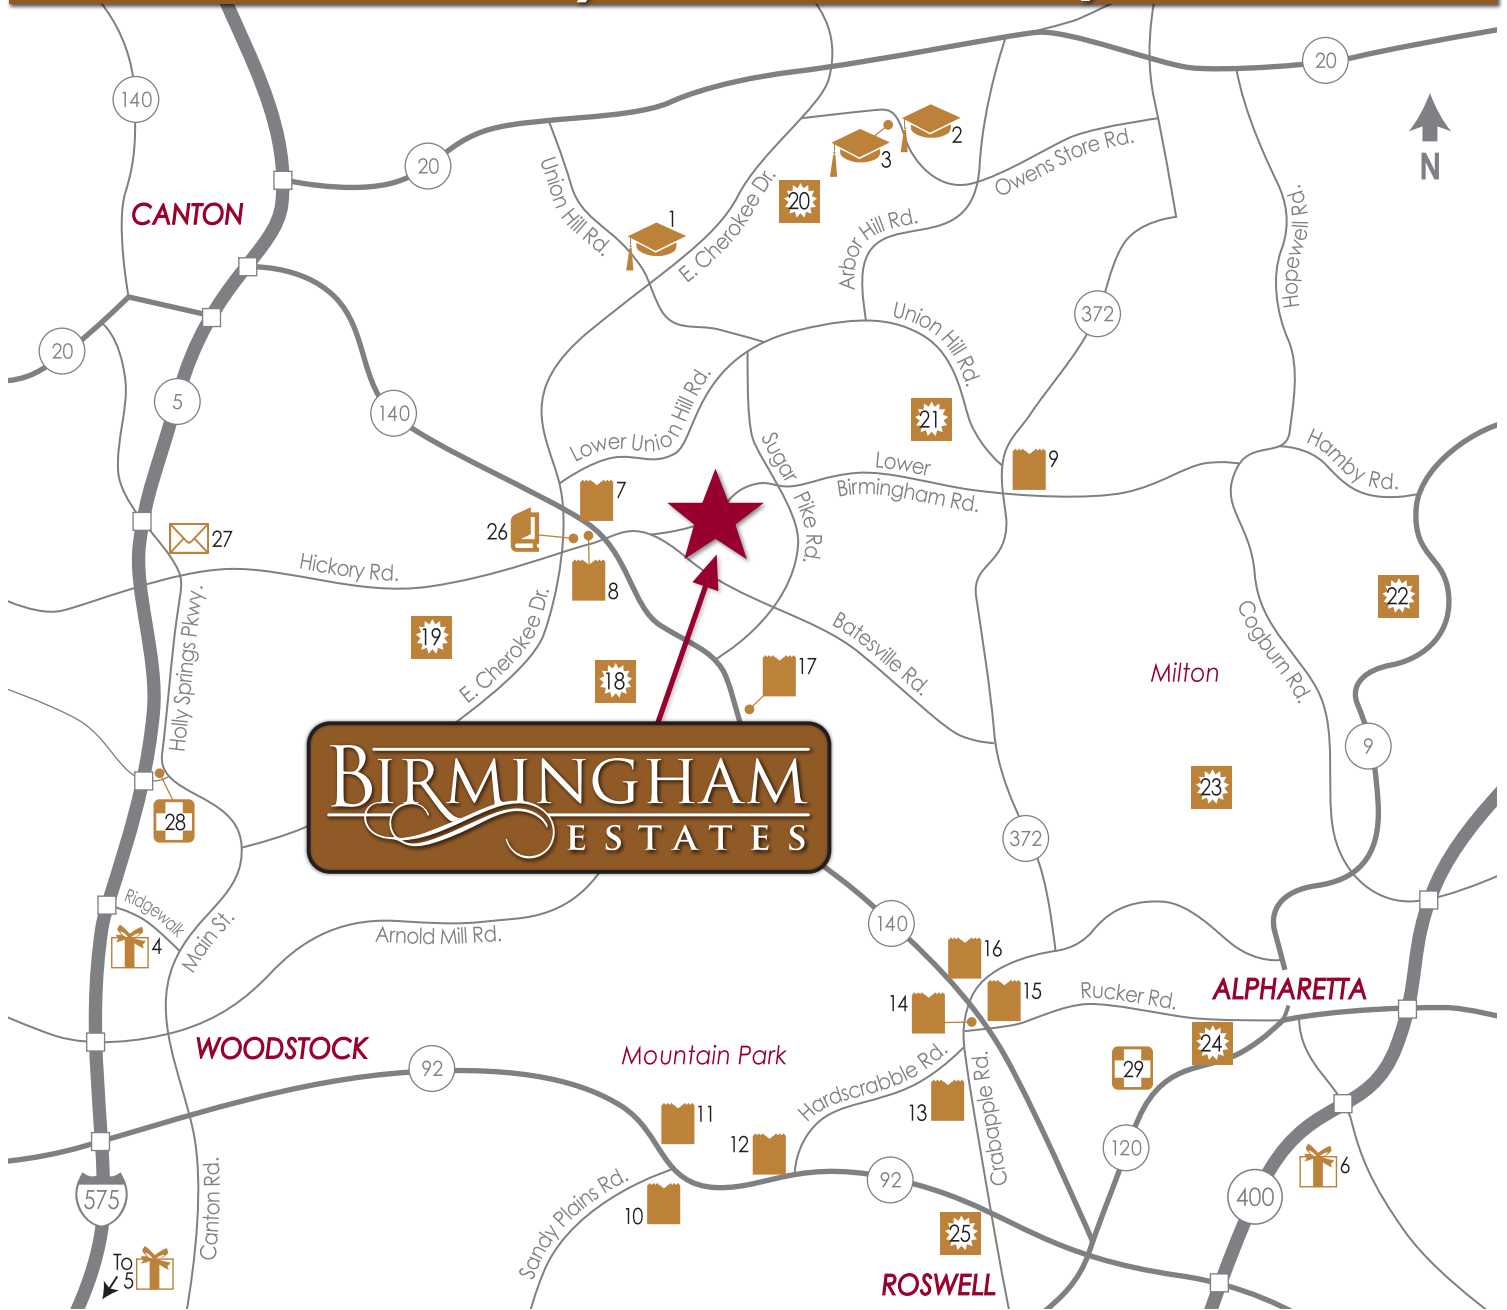 20
140
2
3
20
Owens Store Rd.
N
Union Hill Rd.
E. Cherokee Dr.
20
CANTON
1
Arbor Hill Rd.
Hopewell Rd.
372
Union Hill Rd.
20
5
140
Lower Union Hill Rd.
21
Sugar Pike Rd.
Lower
Birmingham Rd.
9
Hamby Rd.
7
26
27
Hickory Rd.
8
22
Holly Springs Pkwy.
E. Cherokee Dr.
19
18
17
Batesville Rd.
Cogburn Rd.
Milton
9
BIRMINGHAM
ESTATES
23
28
372
Ridgewalk
Main St.
4
Arnold Mill Rd.
140
16
15
14
Rucker Rd.
ALPHARETTA
WOODSTOCK
92
Mountain Park
Hardscrabble Rd.
Crabapple Rd.
24
29
13
11
12
120
6
92
10
Sandy Plains Rd.
575
Canton Rd.
400
25
To
5
ROSWELL